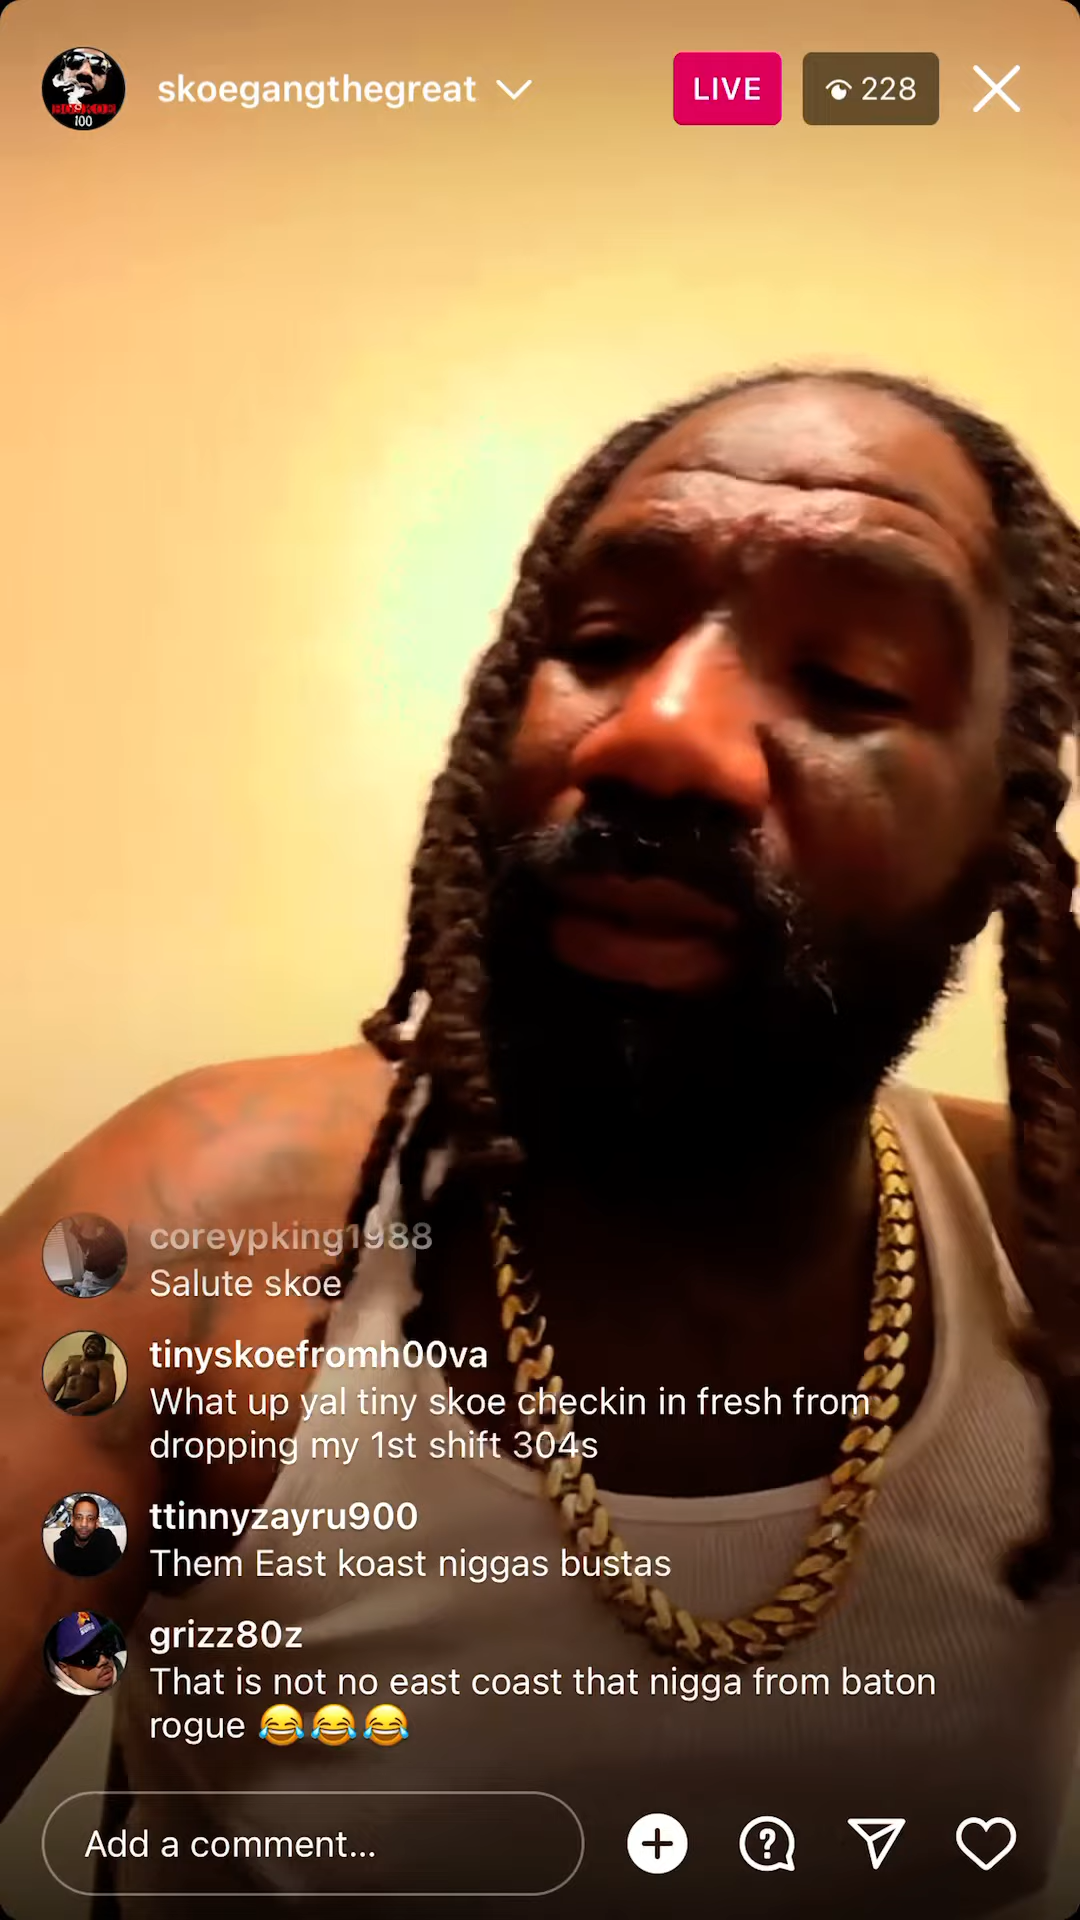 BOSKOE
100
skoegangthegreat
LIVE
228
coreypking1988
Salute skoe
tinyskoefromh00va
What up yal tiny skoe checkin in fresh from
dropping my 1st shift 304s
ttinnyzayru900
Them East koast niggas bustas
grizz80z
That is not no east coast that nigga from baton
rogue 😂😂😂
Add a comment...